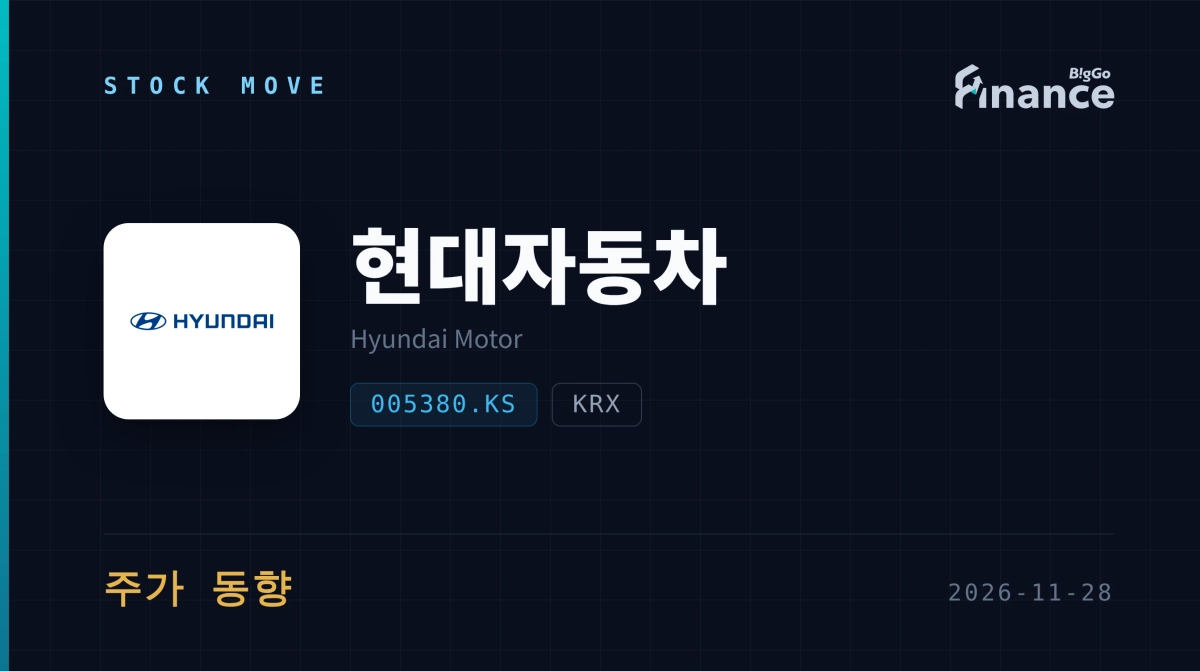 STOCK MOVE
B!gGo
Finance
HYUNDAI
현대자동차
Hyundai Motor
005380.KS
KRX
주가 동향
2026-11-28